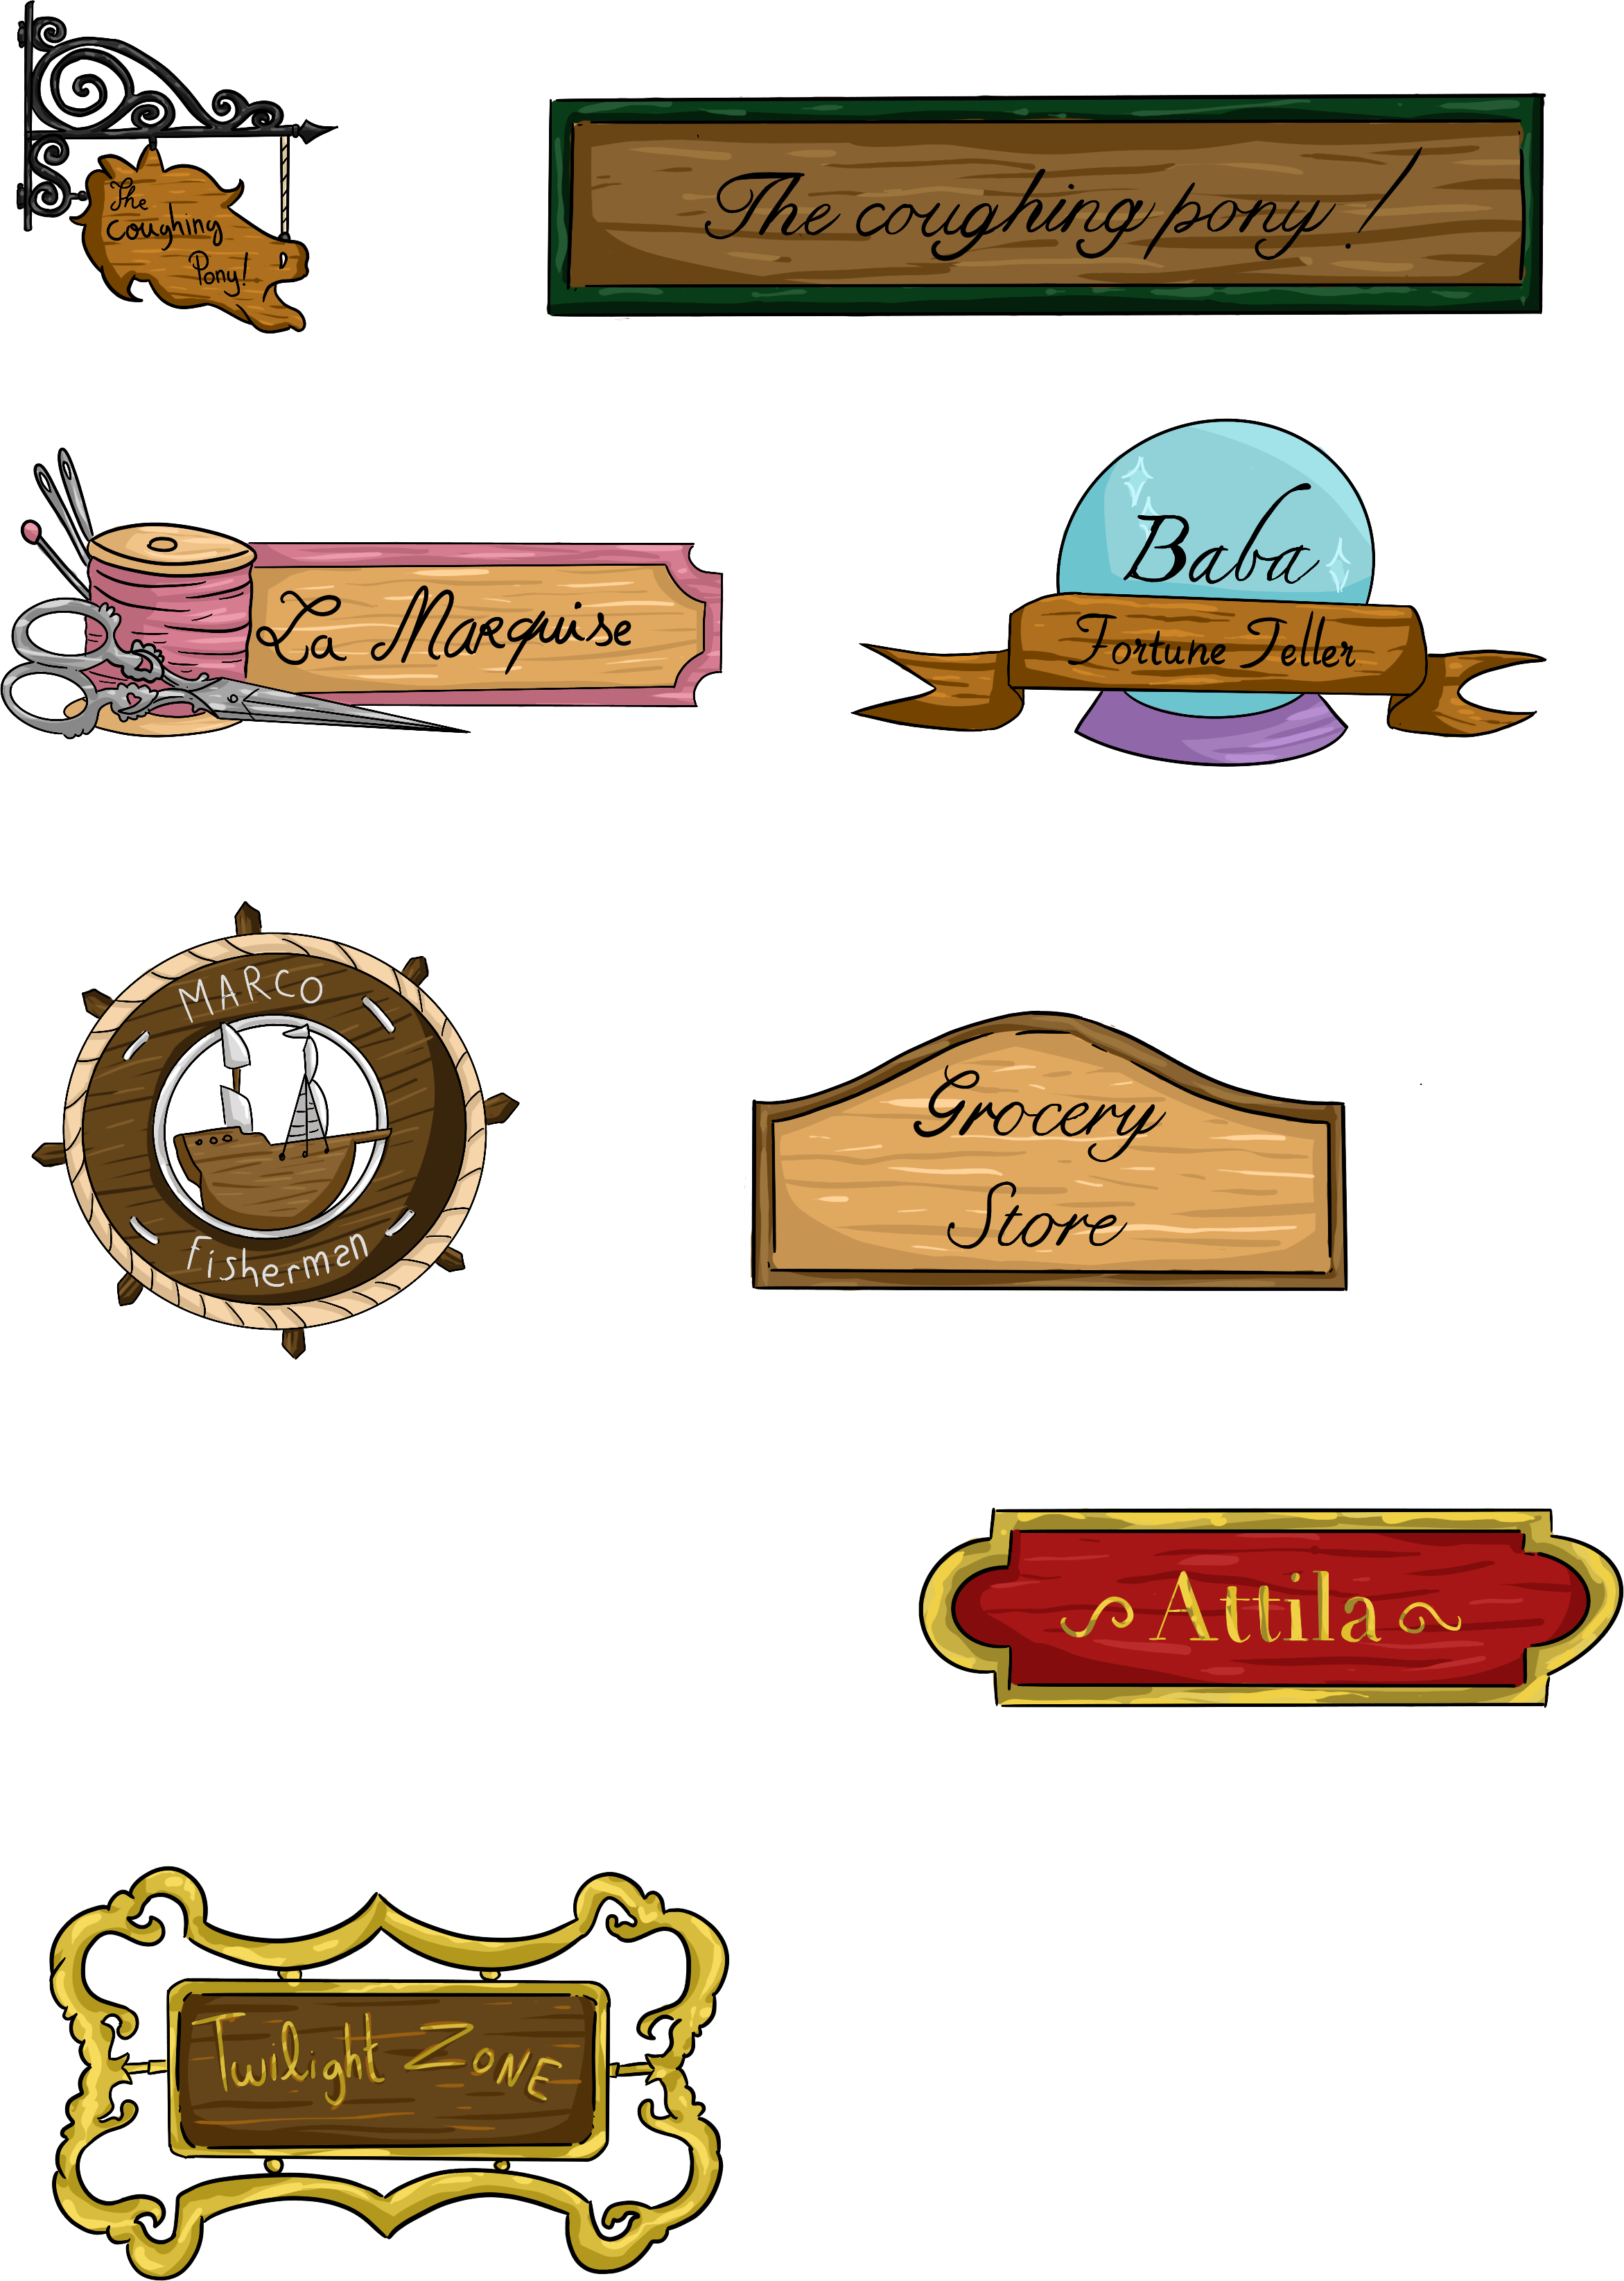 The
coughing
Pony!
The coughing pony !
La Marquise
Baba
Fortune Teller
MARCO
Fisherman
Grocery
Store
Attila
Twilight ZONE